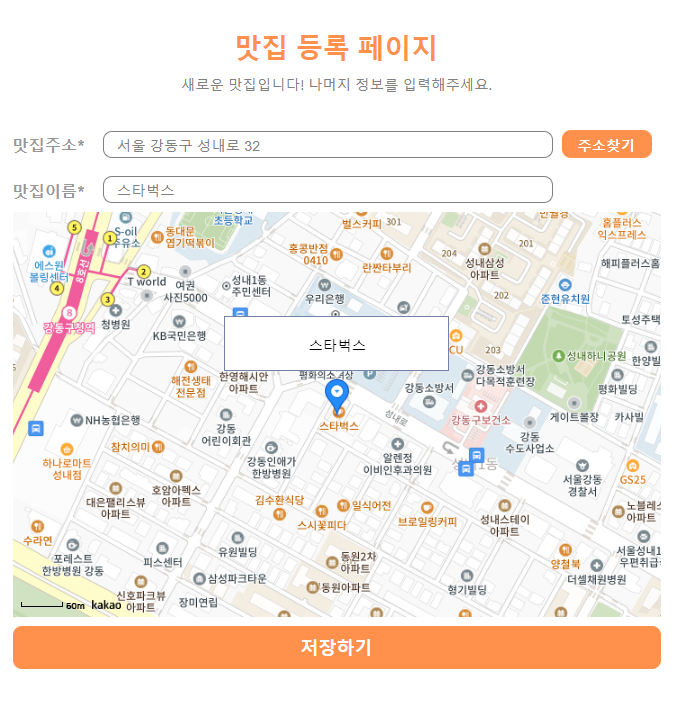 맛집 등록 페이지
새로운 맛집입니다! 나머지 정보를 입력해주세요.
맛집주소*
서울 강동구 성내로 32
주소찾기
맛집이름*
스타벅스
5
S-oil
주유소
동대문
엽기떡볶이
초등학교
벌스커피
301
홈플러스
익스프레스
1
에스원
볼링센터
8호선
2
T world
4
3
8
강동구청역
청병원
여권
사진5000
성내1동
주민센터
홍콩반점
0410
란짠타부리
204
201
성내삼성
아파트
해피플러스홈
우리은행
준현유치원
토성주택
KB국민은행
스타벅스
CU
성내하니공원
한양빌
해전생태
전문점
한영해시안
아파트
P
강동소방서
강동소방서
다목적훈련장
평화빌라
NH농협은행
강동
어린이회관
스타벅스
성내로
강동구보건소
게이트볼장
카사빌
강동
수도사업소
하나로마트
성내점
참치의미
강동인애가
한방병원
알렌정
이비인후과의원
성내1동
서울강동
경찰서
GS25
대은팰리스뷰
아파트
호암아펙스
아파트
김수환식당
스시꽃피다
일식어전
브로일링커피
성내스테이
아파트
노블레스
아파트
수라연
포레스트
한방병원 강동
피스센터
유원빌딩
동원2차
아파트
양철북
서울성내1동
우편취급국
삼성파크타운
동원아파트
형기빌딩
더셀채원병원
신호파크뷰
아파트
장미연립
50m
kakao
저장하기